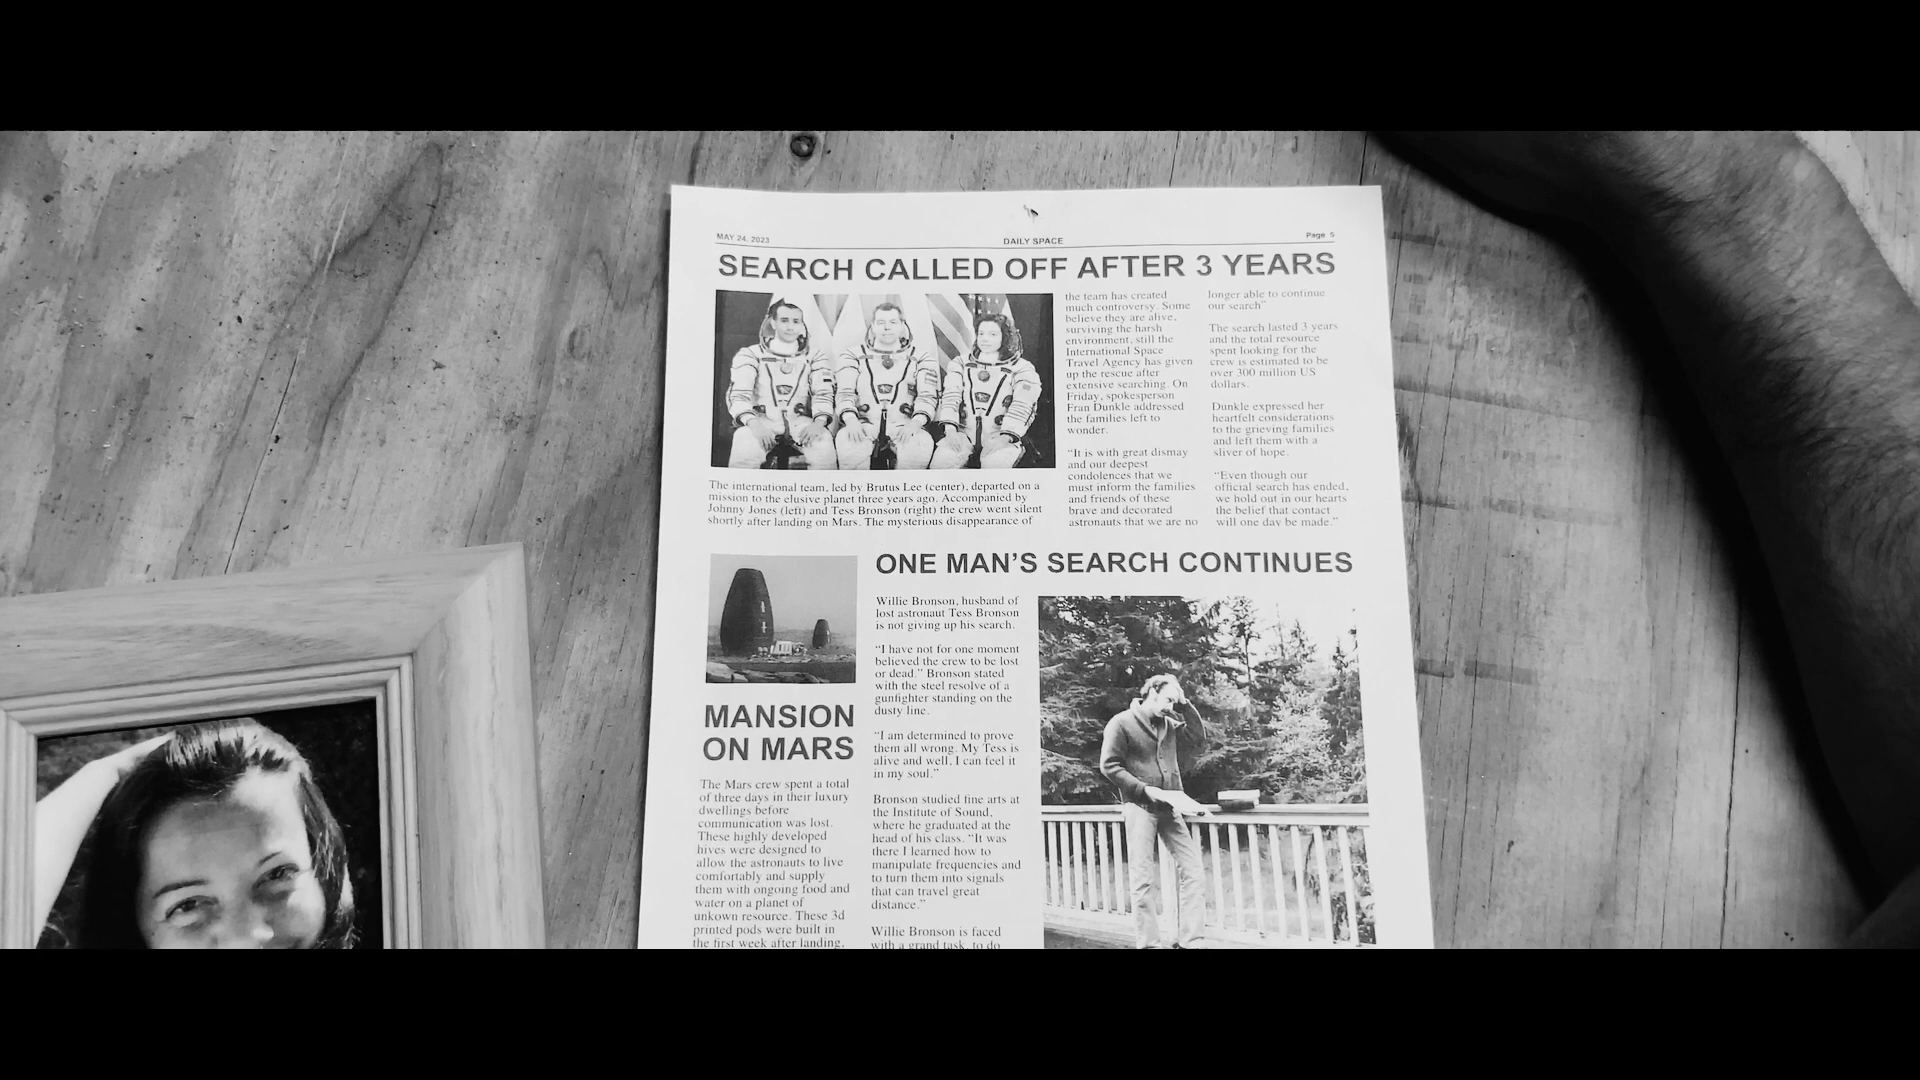 MAY 24, 2023
DAILY SPACE
Page 5
SEARCH CALLED OFF AFTER 3 YEARS
The international team, led by Brutus Lee (center), departed on a
mission to the elusive planet three years ago. Accompanied by
Johnny Jones (left) and Tess Bronson (right) the crew went silent
shortly after landing on Mars. The mysterious disappearance of
the team has created
much controversy. Some
believe they are alive,
surviving the harsh
environment, still the
International Space
Travel Agency has given
up the rescue after
extensive searching. On
Friday, spokesperson
Fran Dunkle addressed
the families left to
wonder.
“It is with great dismay
and our deepest
condolences that we
must inform the families
and friends of these
brave and decorated
astronauts that we are no
longer able to continue
our search”
The search lasted 3 years
and the total resource
spent looking for the
crew is estimated to be
over 300 million US
dollars.
Dunkle expressed her
heartfelt considerations
to the grieving families
and left them with a
sliver of hope.
“Even though our
official search has ended,
we hold out in our hearts
the belief that contact
will one day be made.”
MANSION
ON MARS
The Mars crew spent a total
of three days in their luxury
dwellings before
communication was lost.
These highly developed
hives were designed to
allow the astronauts to live
comfortably and supply
them with ongoing food and
water on a planet of
unkown resource. These 3d
printed pods were built in
the first week after landing,
ONE MAN’S SEARCH CONTINUES
Willie Bronson, husband of
lost astronaut Tess Bronson
is not giving up his search.
“I have not for one moment
believed the crew to be lost
or dead.” Bronson stated
with the steel resolve of a
gunfighter standing on the
dusty line.
“I am determined to prove
them all wrong. My Tess is
alive and well, I can feel it
in my soul.”
Bronson studied fine arts at
the Institute of Sound,
where he graduated at the
head of his class. “It was
there I learned how to
manipulate frequencies and
to turn them into signals
that can travel great
distance.”
Willie Bronson is faced
with a grand task, to do